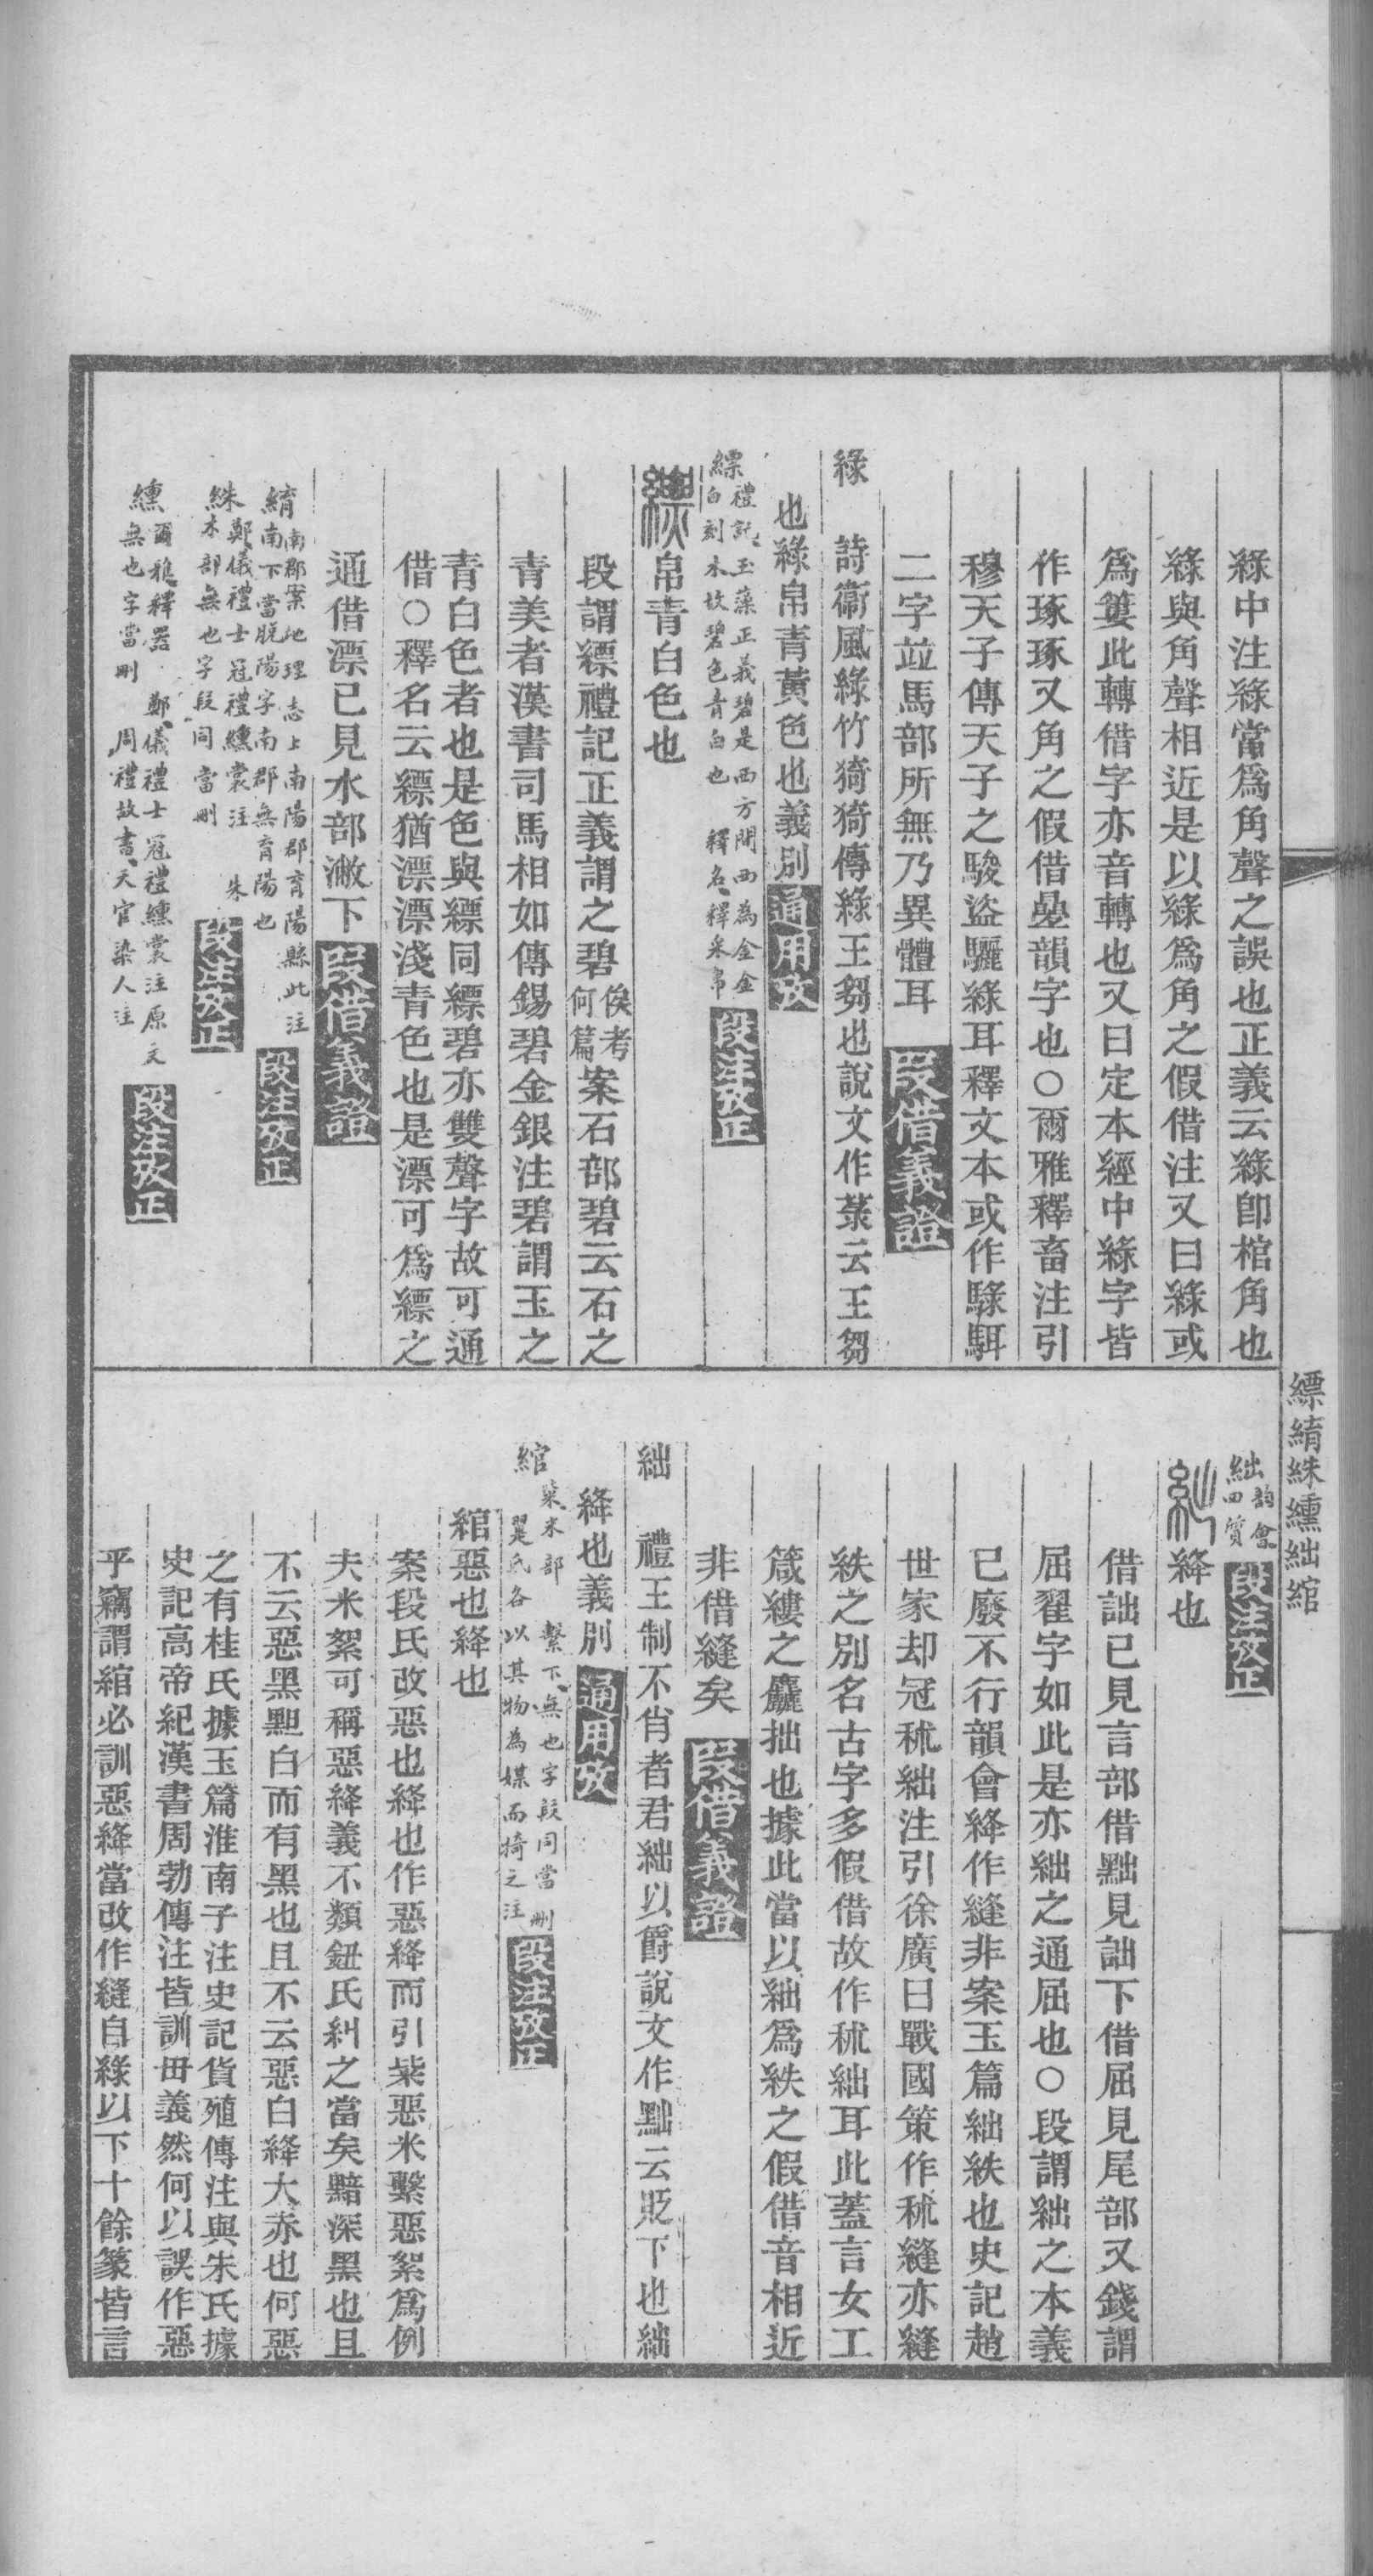 綠中注綠當爲角聲之誤也正義云綠卽棺角也
綠與角聲相近是以綠爲角之假借注又曰綠或
爲簍此轉借字亦音轉也又曰定本經中綠字皆
作琢琢又角之假借疊韻字也○爾雅釋畜注引
穆天子傳天子之駿盜驪綠耳釋文本或作騄駬
二字竝馬部所無乃異體耳 叚借義證
綠 詩衞風綠竹猗猗傳綠王芻也說文作菉云王芻
也綠帛青黃色也義別 通用攷
縹 禮記玉藻正義碧是西方閒西為金金
白刻木故碧色青白也 釋名釋采帛 段注攷正
縹 帛青白色也
段謂縹禮記正義謂之碧俟考何篇案石部碧云石之
青美者漢書司馬相如傳錫碧金銀注碧謂玉之
青白色者也是色與縹同縹碧亦雙聲字故可通
借○釋名云縹猶漂漂淺青色也是漂可爲縹之
通借漂已見水部澈下 叚借義證
綃 南郡案地理志上南陽郡育陽縣此注
南下當脫陽字南郡無育陽也 段注攷正
絑 鄭儀禮士冠禮纁裳注 朱
木部無也字段同當刪 段注攷正
纁 爾雅釋器 鄭儀禮士冠禮纁裳注原文
無也字當刪 周禮故書天官染人注 段注攷正
縹綃絑纁絀綰
絀 韵會
四質 段注攷正
絀 絳也
借詘已見言部借黜見詘下借屈見尾部又錢謂
屈翟字如此是亦絀之通屈也○段謂絀之本義
已廢不行韻會絳作縫非案玉篇絀紩也史記趙
世家却冠秫絀注引徐廣曰戰國策作秫縫亦縫
紩之別名古字多假借故作秫絀耳此蓋言女工
箴縷之麤拙也據此當以絀爲紩之假借音相近
非借縫矣 叚借義證
絀 禮王制不肖者君絀以爵說文作黜云貶下也絀
絳也義別 通用攷
綰 粊米部 繫下無也字段同當刪
翨氏各以其物為媒而掎之注 段注攷正
綰 惡也絳也
案段氏改惡也絳也作惡絳而引粊惡米繫惡絮爲例
夫米絮可稱惡絳義不類鈕氏糾之當矣黯深黑也且
不云惡黑黚白而有黑也且不云惡白絳大赤也何惡
之有桂氏據玉篇淮南子注史記貨殖傳注與朱氏據
史記高帝紀漢書周勃傳注皆訓毌義然何以誤作惡
乎竊謂綰必訓惡絳當改作縫自綠以下十餘篆皆言